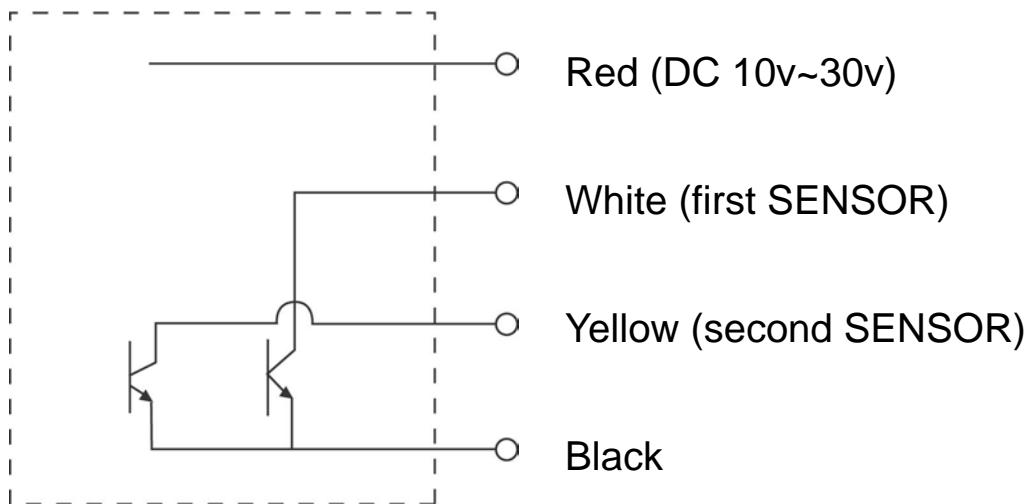 Red (DC 10v~30v)
White (first SENSOR)
Yellow (second SENSOR)
Black